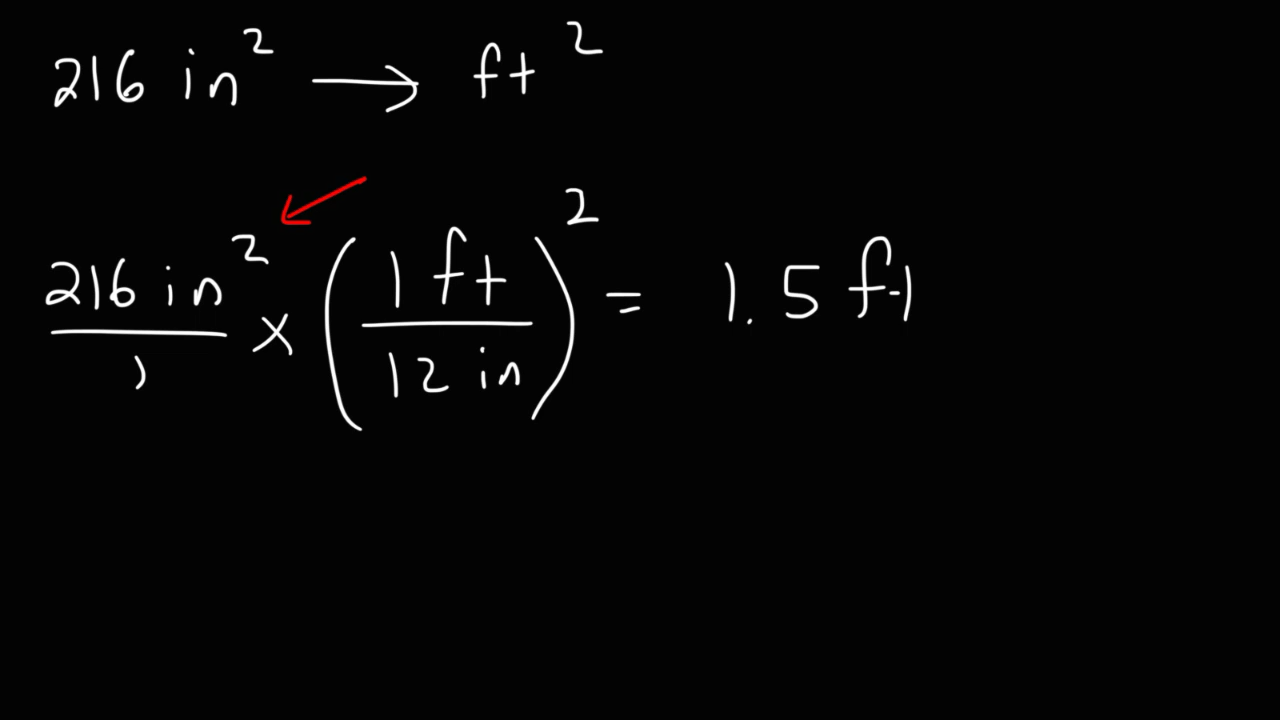 216 in² → ft²
216 in² / 1 × (1 ft / 12 in)² = 1.5 ft